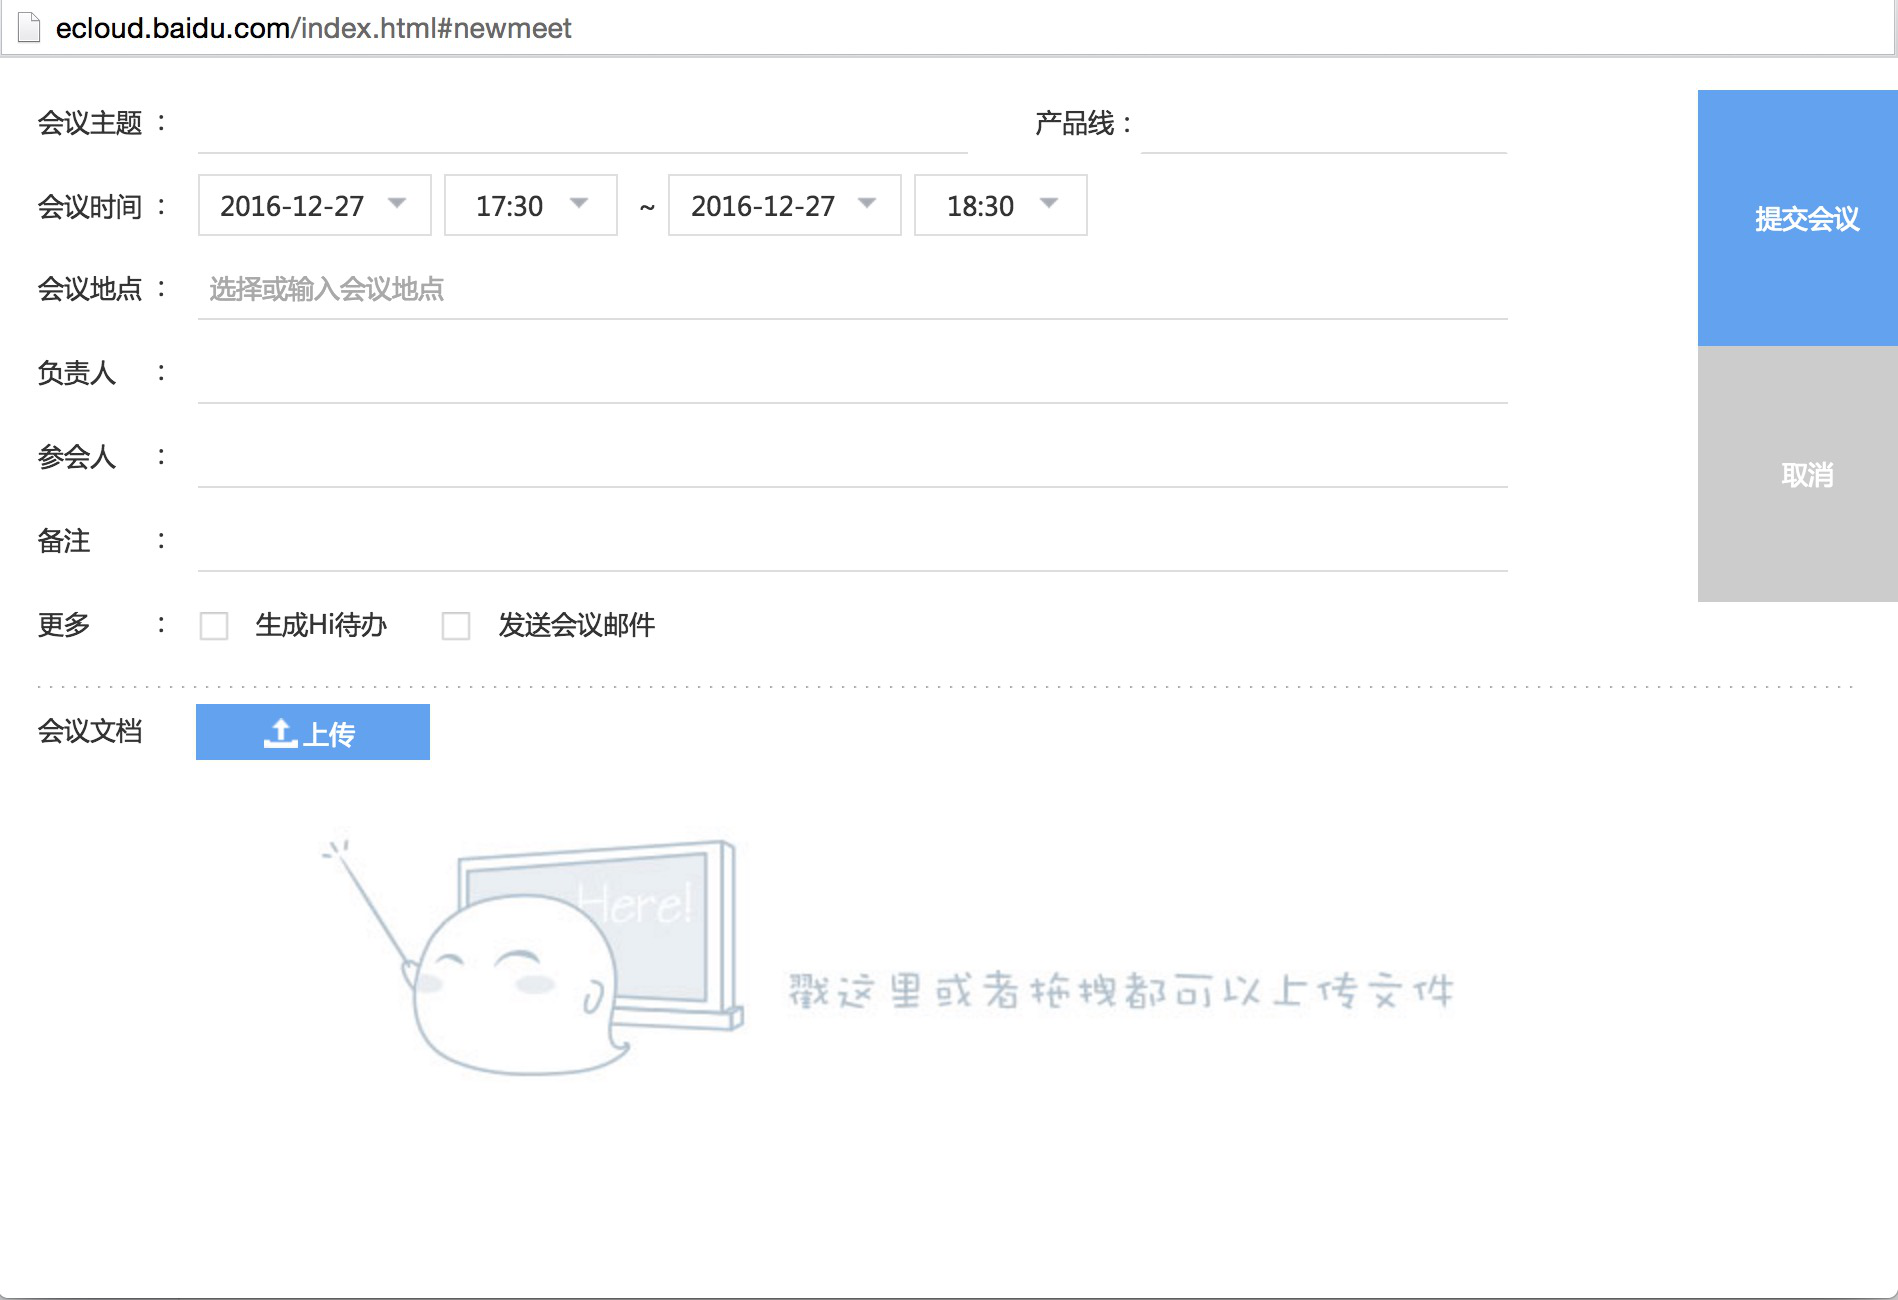 ecloud.baidu.com/index.html#newmeet
会议主题 : 产品线 :
会议时间 : 2016-12-27 17:30 ~ 2016-12-27 18:30
提交会议
会议地点 : 选择或输入会议地点
负责人 :
参会人 :
取消
备注 :
更多 : 生成Hi待办 发送会议邮件
会议文档 上传
Here!
戳这里或者拖拽都可以上传文件